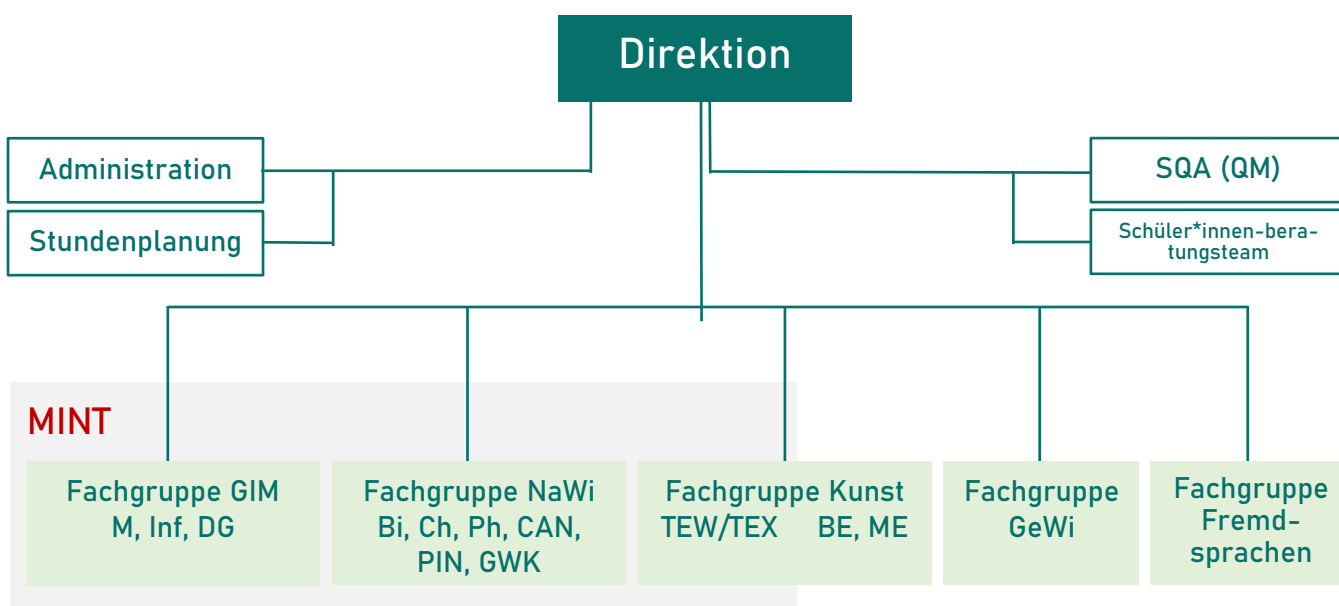 Direktion
Administration
Stundenplanung
SQA (QM)
Schüler*innen-bera-
tungsteam
MINT
Fachgruppe GIM
M, Inf, DG
Fachgruppe NaWi
Bi, Ch, Ph, CAN,
PIN, GWK
Fachgruppe Kunst
TEW/TEX BE, ME
Fachgruppe
GeWi
Fachgruppe
Fremd-
sprachen